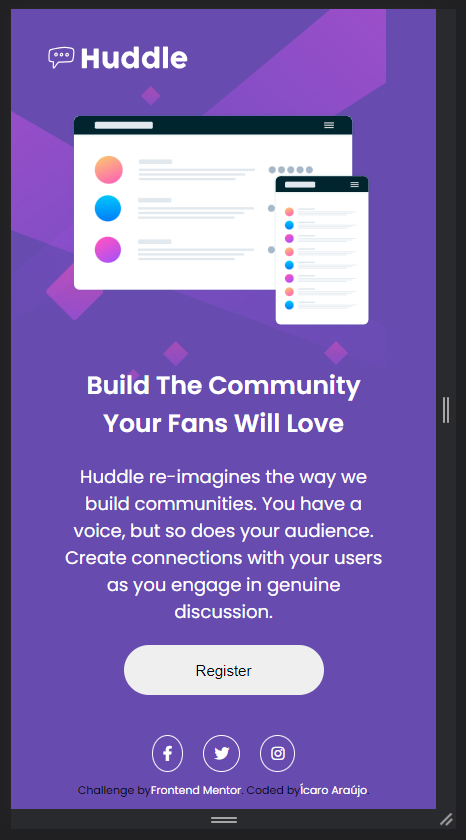 Huddle
Build The Community
Your Fans Will Love
Huddle re-imagines the way we
build communities. You have a
voice, but so does your audience.
Create connections with your users
as you engage in genuine
discussion.
Register
Challenge by Frontend Mentor. Coded by Ícaro Araújo.